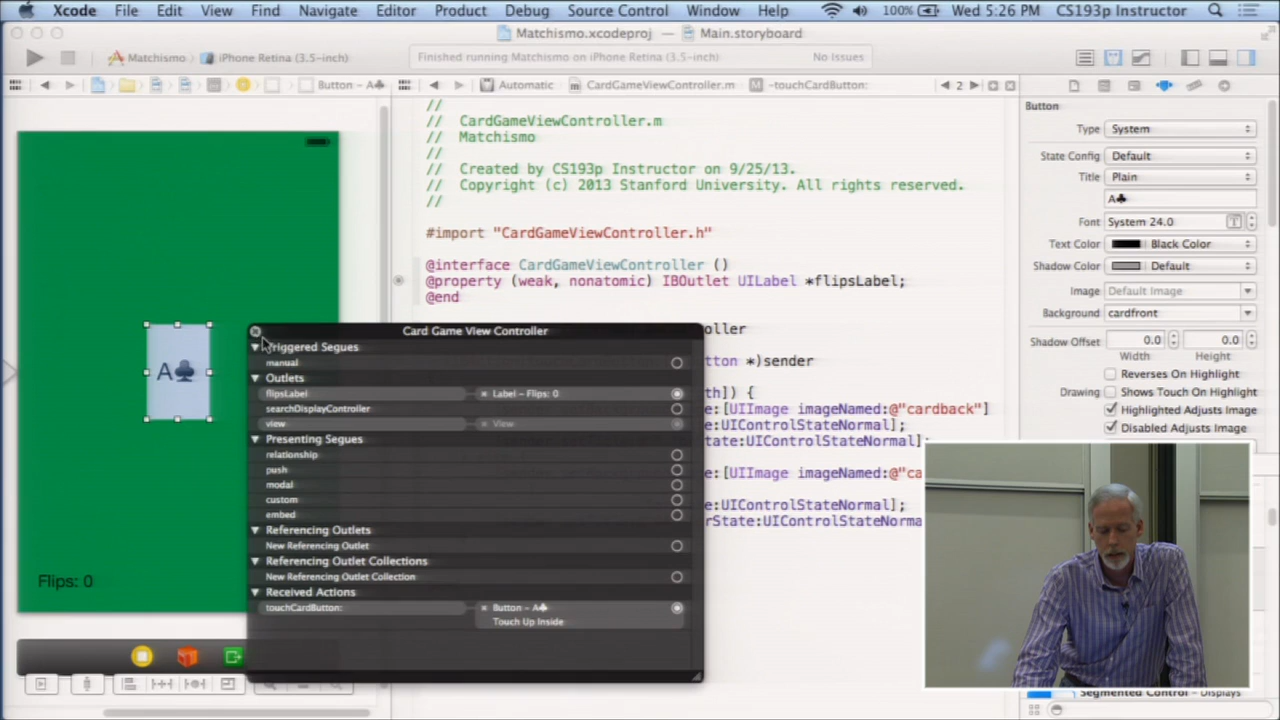 Xcode File Edit View Find Navigate Editor Product Debug Source Control Window Help 100% Wed 5:26 PM CS193p Instructor
Matchismo.xcodeproj — Main.storyboard
Matchismo iPhone Retina (3.5-inch) Finished running Matchismo on iPhone Retina (3.5-inch) No Issues
Button – A♣ Automatic CardGameViewController.m M -touchCardButton: 2
//
// CardGameViewController.m
// Matchismo
//
// Created by CS193p Instructor on 9/25/13.
// Copyright (c) 2013 Stanford University. All rights reserved.
//
#import "CardGameViewController.h"
@interface CardGameViewController ()
@property (weak, nonatomic) IBOutlet UILabel *flipsLabel;
@end
*)sender
[UIImage imageNamed:@"cardback"]
:UIControlStateNormal];
State:UIControlStateNormal];
:[UIImage imageNamed:@"ca
:UIControlStateNormal];
rState:UIControlStateNorma
A♣
Flips: 0
Card Game View Controller
Triggered Segues
manual
Outlets
flipsLabel Label – Flips: 0
searchDisplayController
view View
Presenting Segues
relationship
push
modal
custom
embed
Referencing Outlets
New Referencing Outlet
Referencing Outlet Collections
New Referencing Outlet Collection
Received Actions
touchCardButton: Button – A♣
Touch Up Inside
Button
Type System
State Config Default
Title Plain
A♣
Font System 24.0
Text Color Black Color
Shadow Color Default
Image Default Image
Background cardfront
Shadow Offset 0.0 0.0
Width Height
Reverses On Highlight
Drawing Shows Touch On Highlight
Highlighted Adjusts Image
Disabled Adjusts Image
Segmented Control – Displays